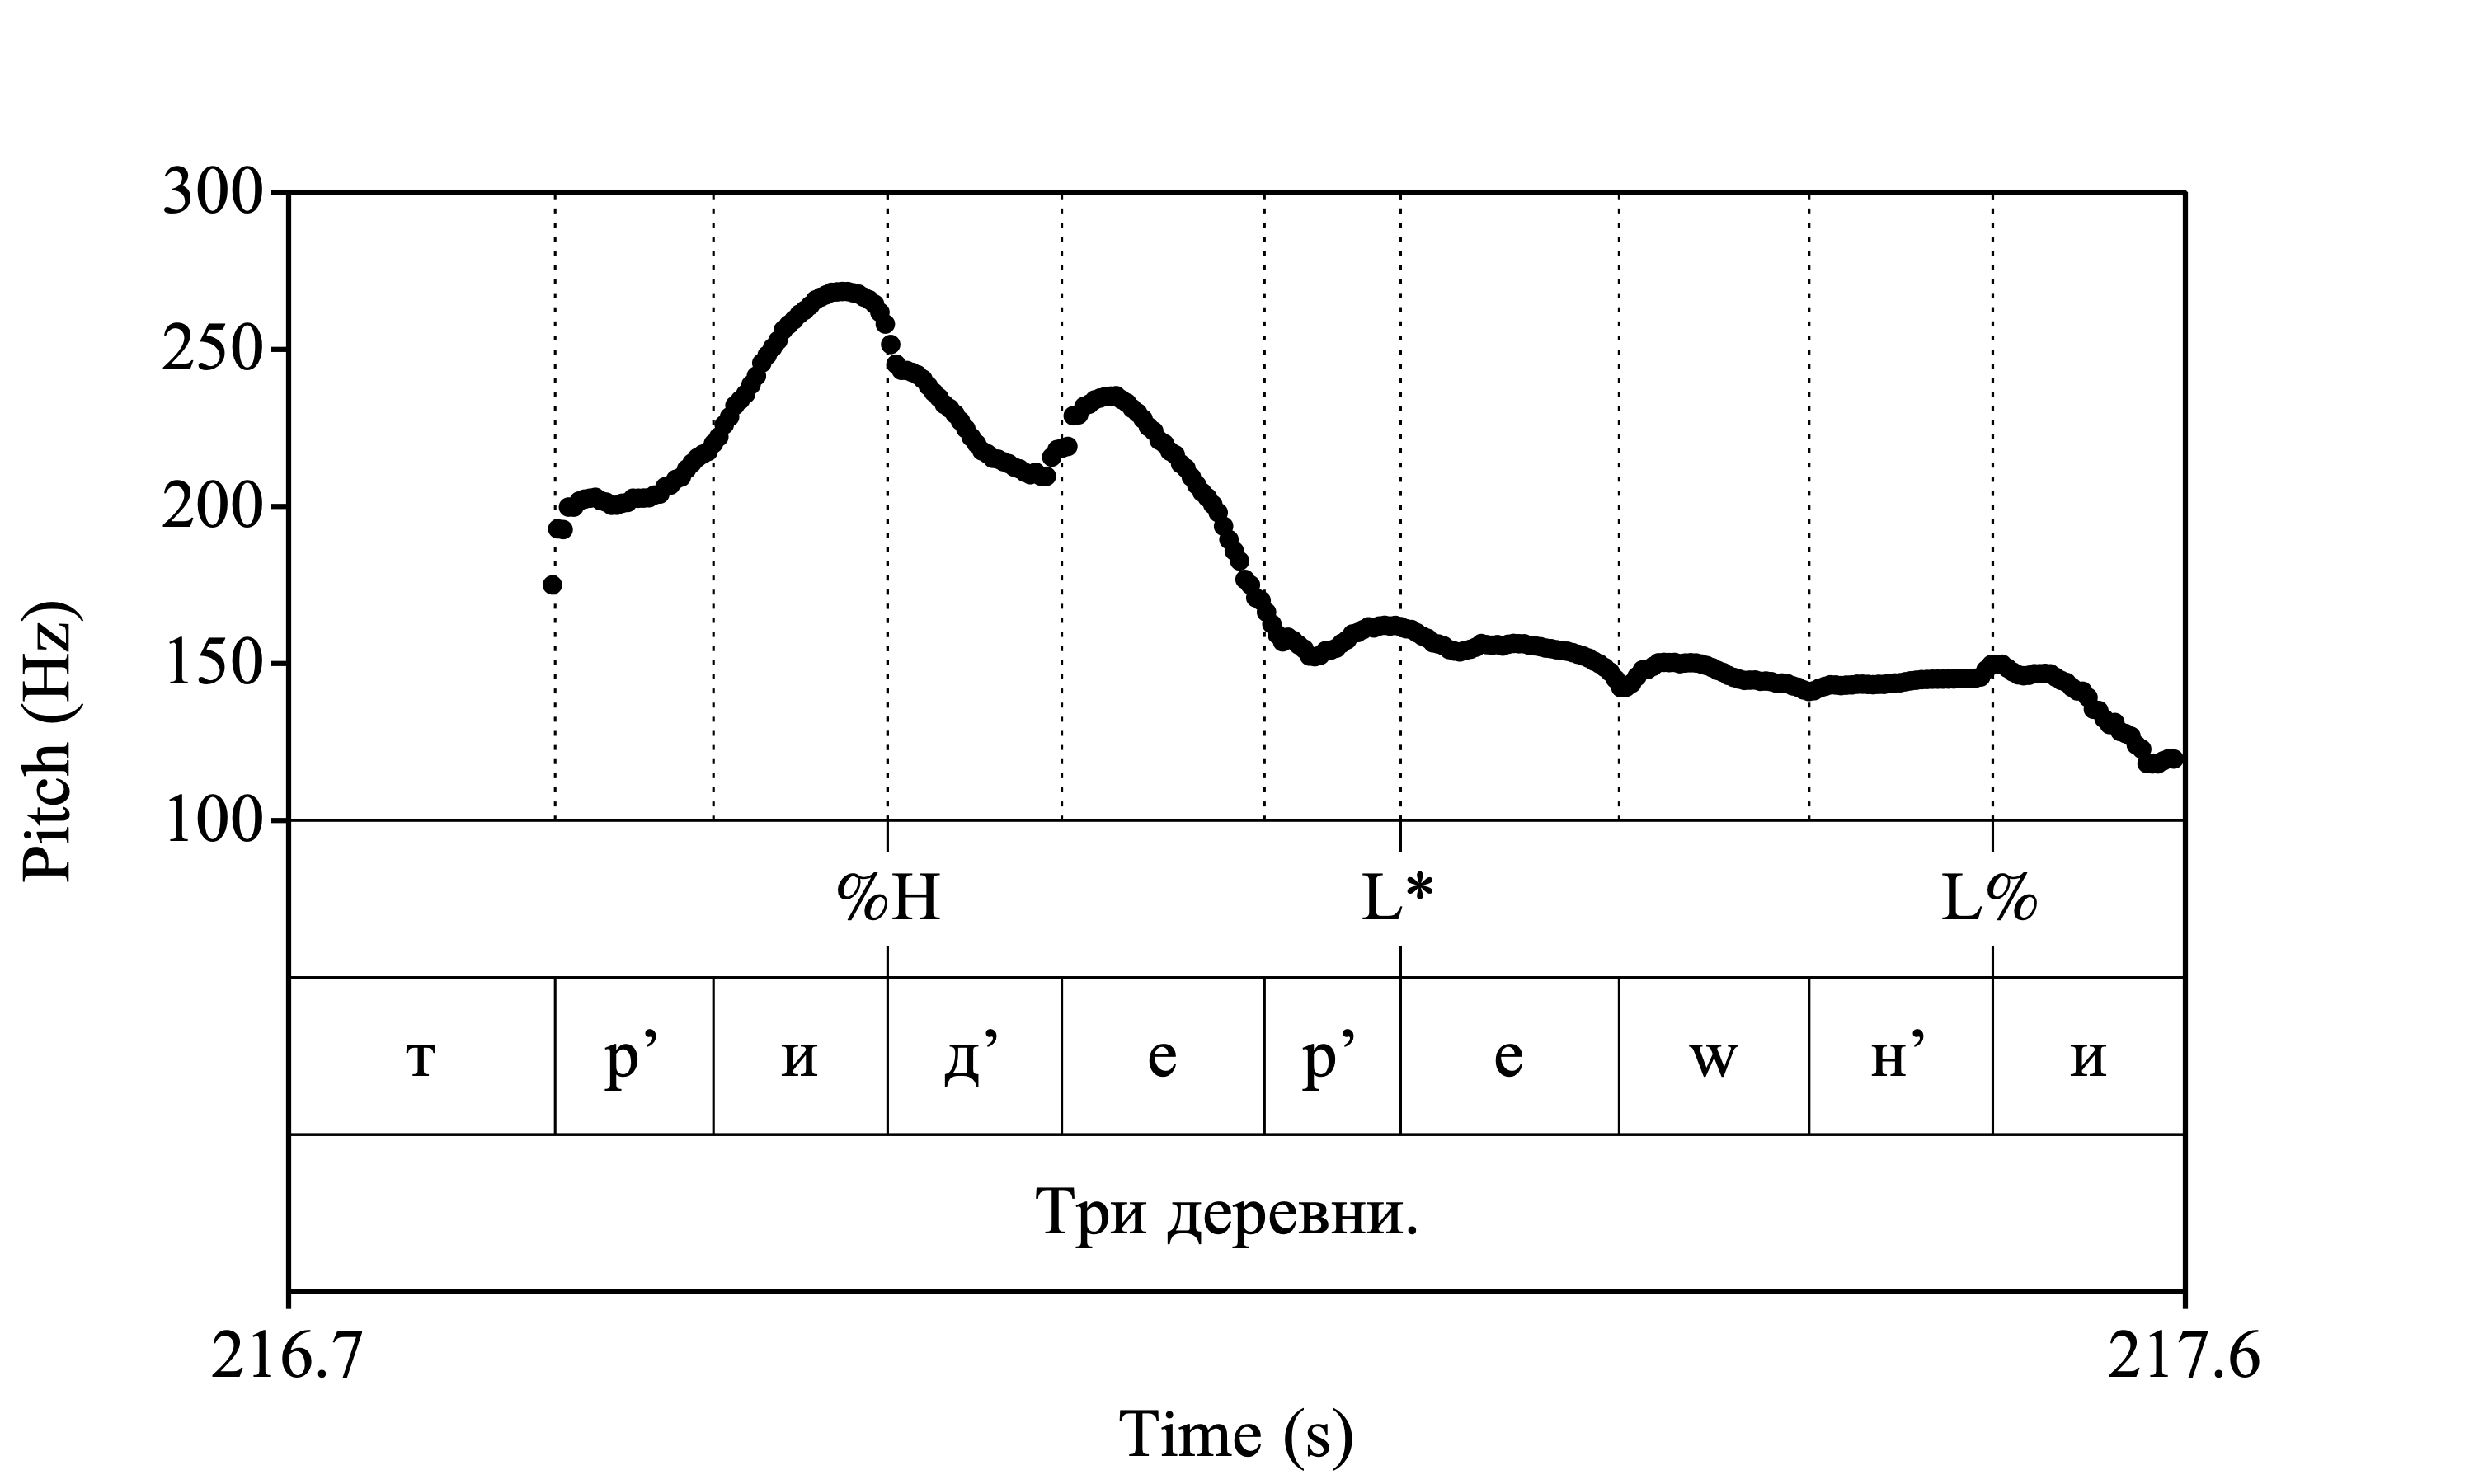 300
250
200
150
100
Pitch (Hz)
%H L* L%
т р’ и д’ е р’ е w н’ и
Три деревни.
216.7 217.6
Time (s)